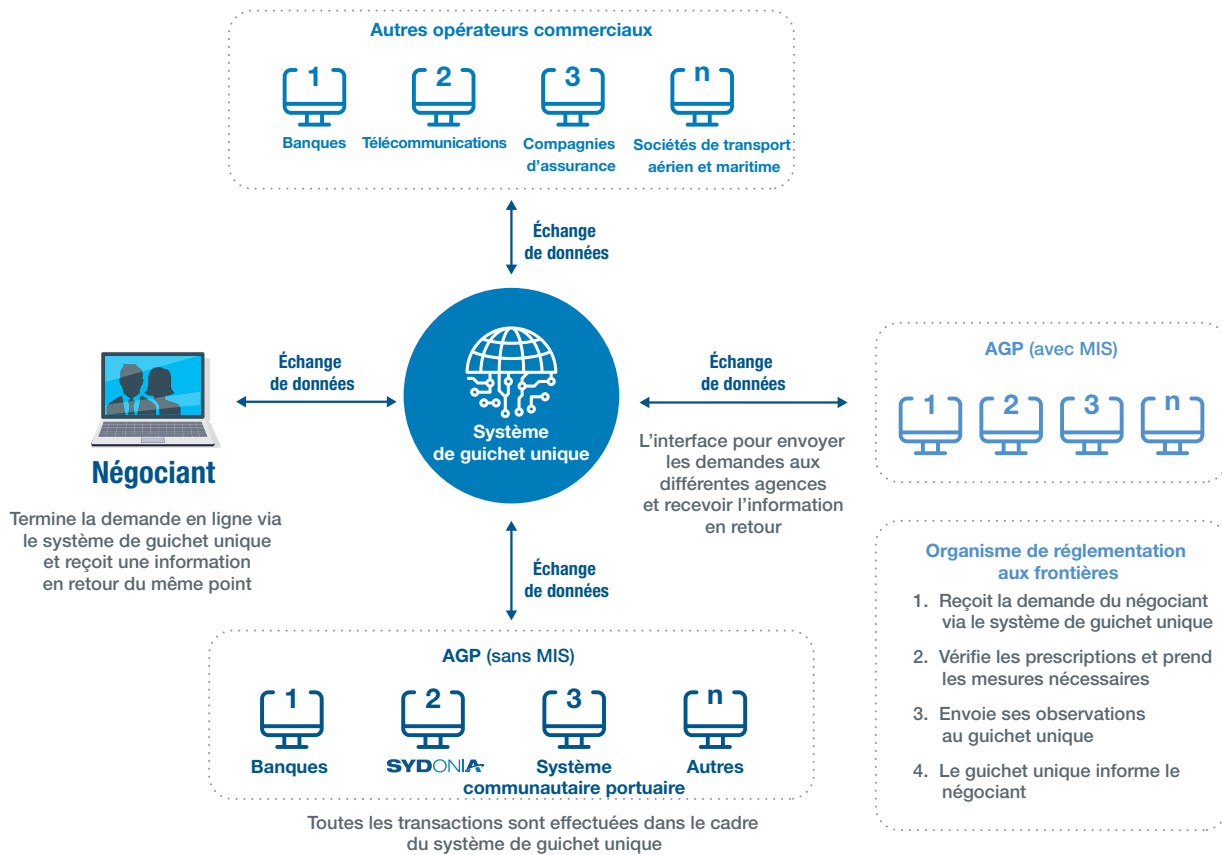 Autres opérateurs commerciaux
1
2
3
n
Banques
Télécommunications
Compagnies
d'assurance
Sociétés de transport
aérien et maritime
Échange
de données
Échange
de données
Système
de guichet unique
Échange
de données
Négociant
Termine la demande en ligne via
le système de guichet unique
et reçoit une information
en retour du même point
L'interface pour envoyer
les demandes aux
différentes agences
et recevoir l'information
en retour
AGP (avec MIS)
1
2
3
n
Organisme de réglementation
aux frontières
1. Reçoit la demande du négociant
via le système de guichet unique
2. Vérifie les prescriptions et prend
les mesures nécessaires
3. Envoie ses observations
au guichet unique
4. Le guichet unique informe le
négociant
Échange
de données
AGP (sans MIS)
1
2
3
n
Banques
SYDONIA
Système
communautaire portuaire
Autres
Toutes les transactions sont effectuées dans le cadre
du système de guichet unique